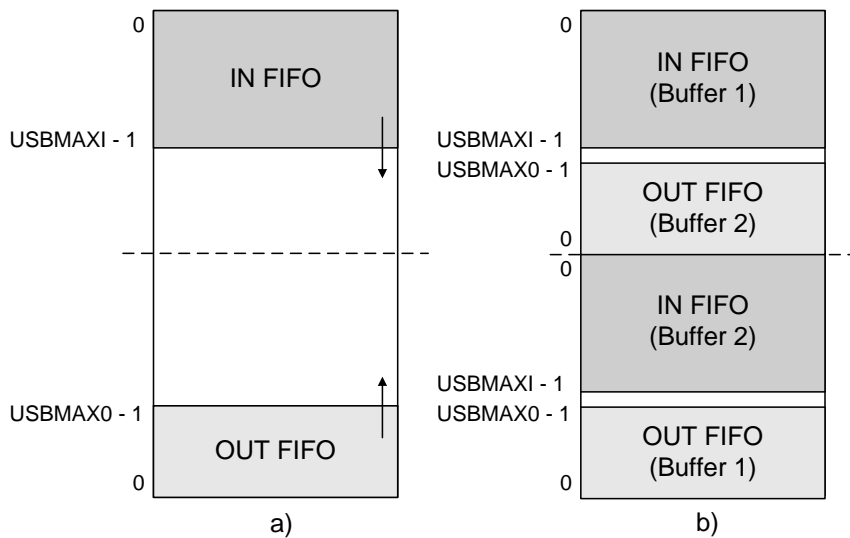 0
IN FIFO
USBMAXI - 1
USBMAX0 - 1
OUT FIFO
0
a)
0
IN FIFO
(Buffer 1)
USBMAXI - 1
USBMAX0 - 1
OUT FIFO
(Buffer 2)
0
0
IN FIFO
(Buffer 2)
USBMAXI - 1
USBMAX0 - 1
OUT FIFO
(Buffer 1)
0
b)